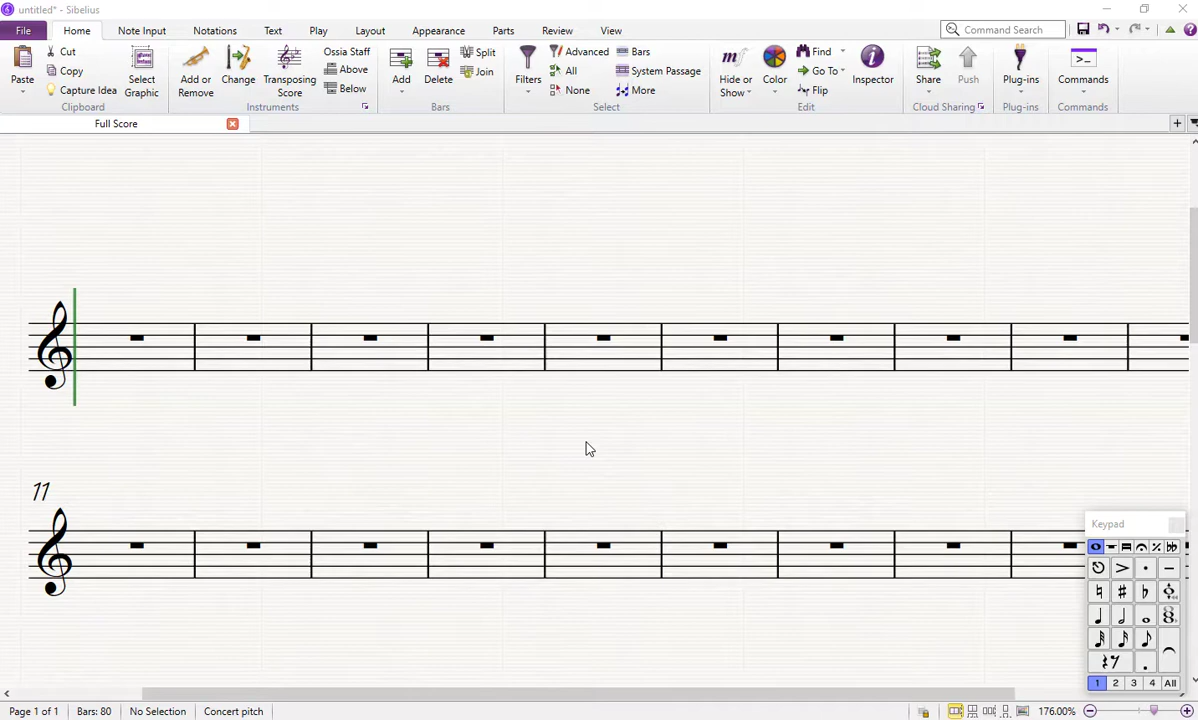 untitled* - Sibelius
File Home Note Input Notations Text Play Layout Appearance Parts Review View Command Search
Paste Cut Copy Capture Idea Select Graphic Add or Remove Change Transposing Score Ossia Staff Above Below Add Delete Split Join Filters Advanced All None Bars System Passage More Hide or Show Color Find Go To Flip Inspector Share Push Plug-ins Commands
Clipboard Instruments Bars Select Edit Cloud Sharing Plug-ins Commands
Full Score
11
Keypad
1 2 3 4 All
Page 1 of 1 Bars: 80 No Selection Concert pitch 176.00%